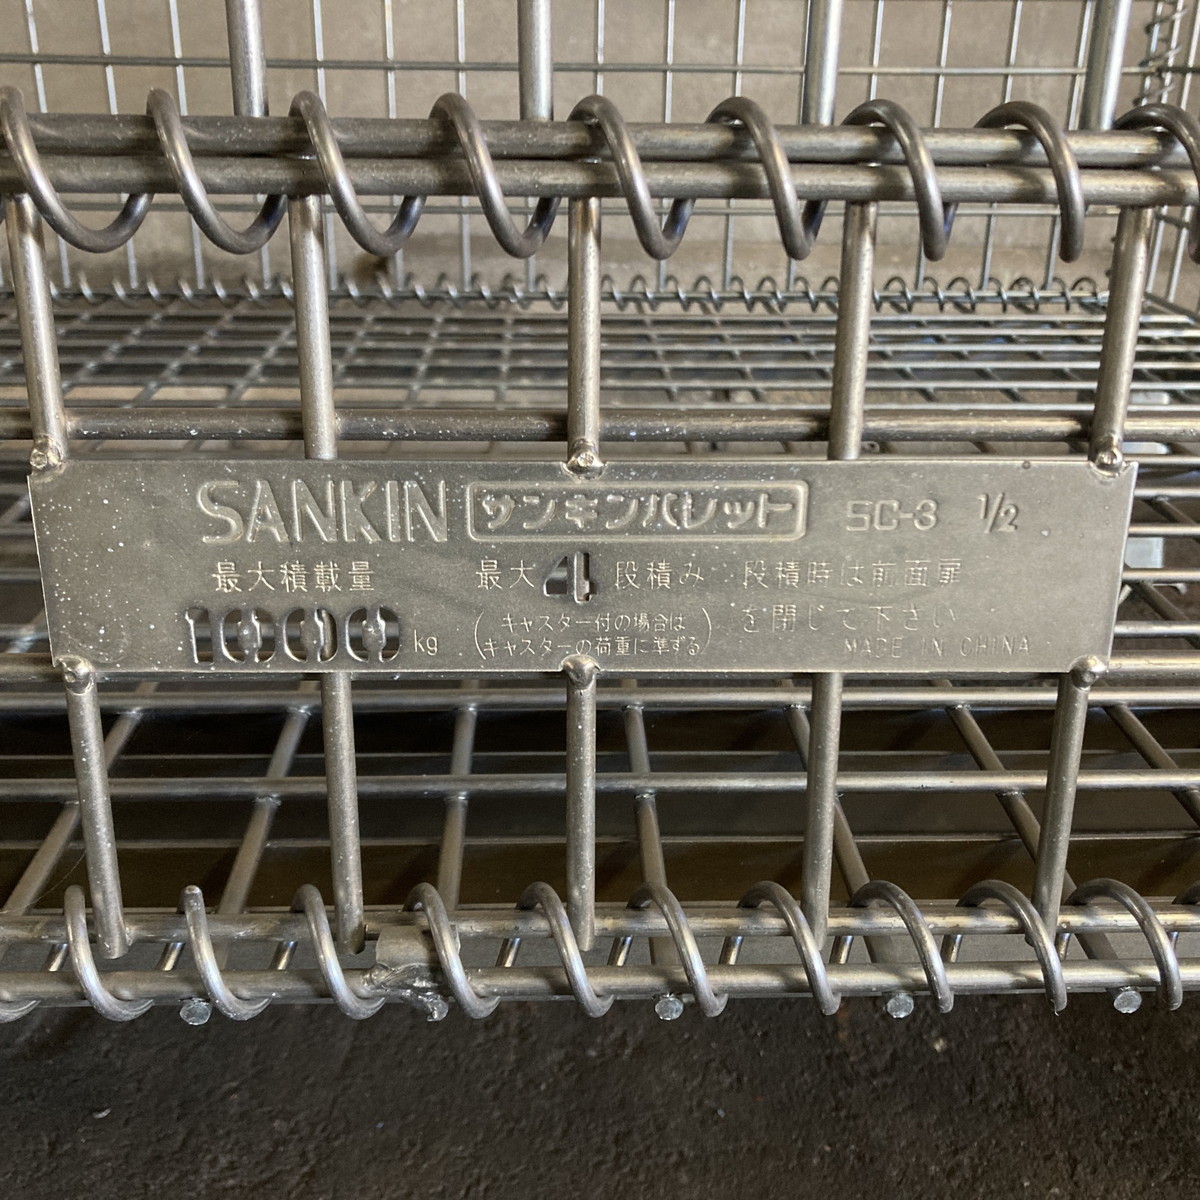 SANKIN サンキンパレット SC-3 1/2
最大積載量
1000 kg
最大4段積み
(キャスター付の場合は
キャスターの荷重に準ずる)
段積時は前面扉
を閉じて下さい
MADE IN CHINA